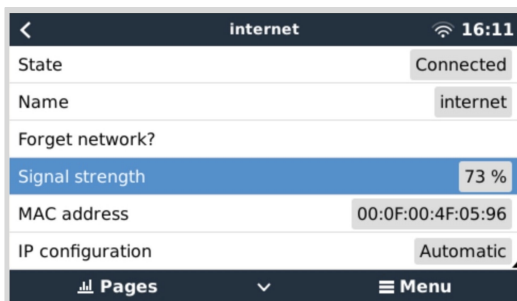 internet 16:11
State Connected
Name internet
Forget network?
Signal strength 73 %
MAC address 00:0F:00:4F:05:96
IP configuration Automatic
Pages Menu